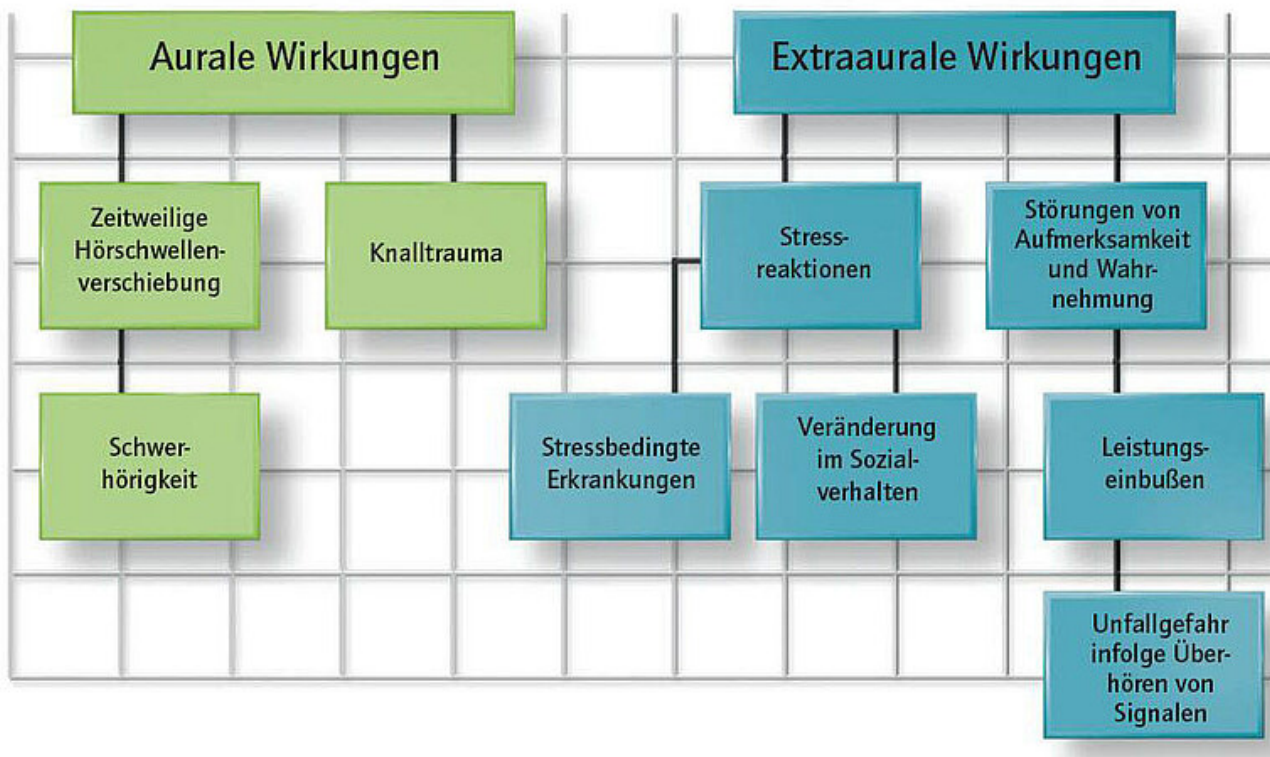 Aurale Wirkungen
Extraaurale Wirkungen
Zeitweilige
Hörschwellen-
verschiebung
Knalltrauma
Stress-
reaktionen
Störungen von
Aufmerksamkeit
und Wahr-
nehmung
Schwer-
hörigkeit
Stressbedingte
Erkrankungen
Veränderung
im Sozial-
verhalten
Leistungs-
einbußen
Unfallgefahr
infolge Über-
hören von
Signalen